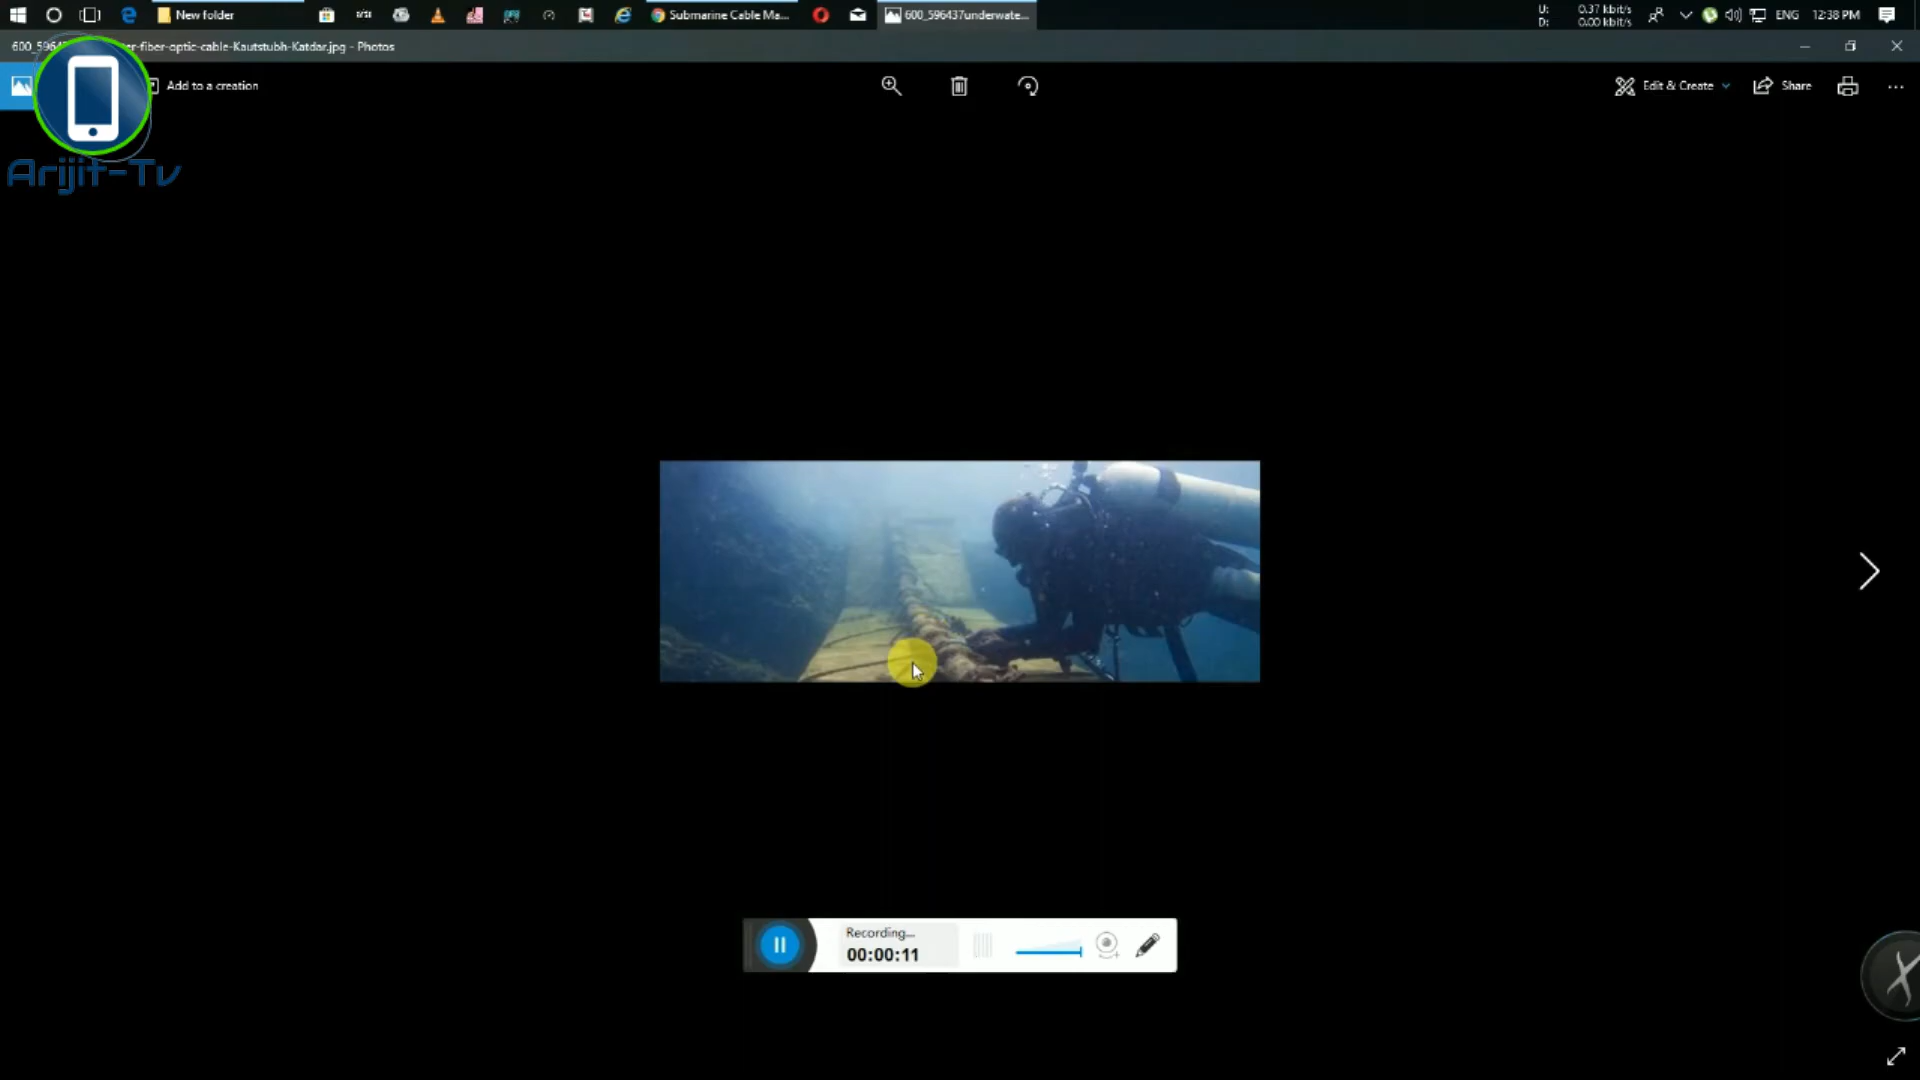 New folder
Submarine Cable Ma...
600_596437underwate...
U: 0.37 kbit/s
D: 0.00 kbit/s
ENG
12:38 PM
er-fiber-optic-cable-Kautstubh-Katdar.jpg - Photos
Add to a creation
Edit & Create
Share
Arijit-Tv
Recording...
00:00:11